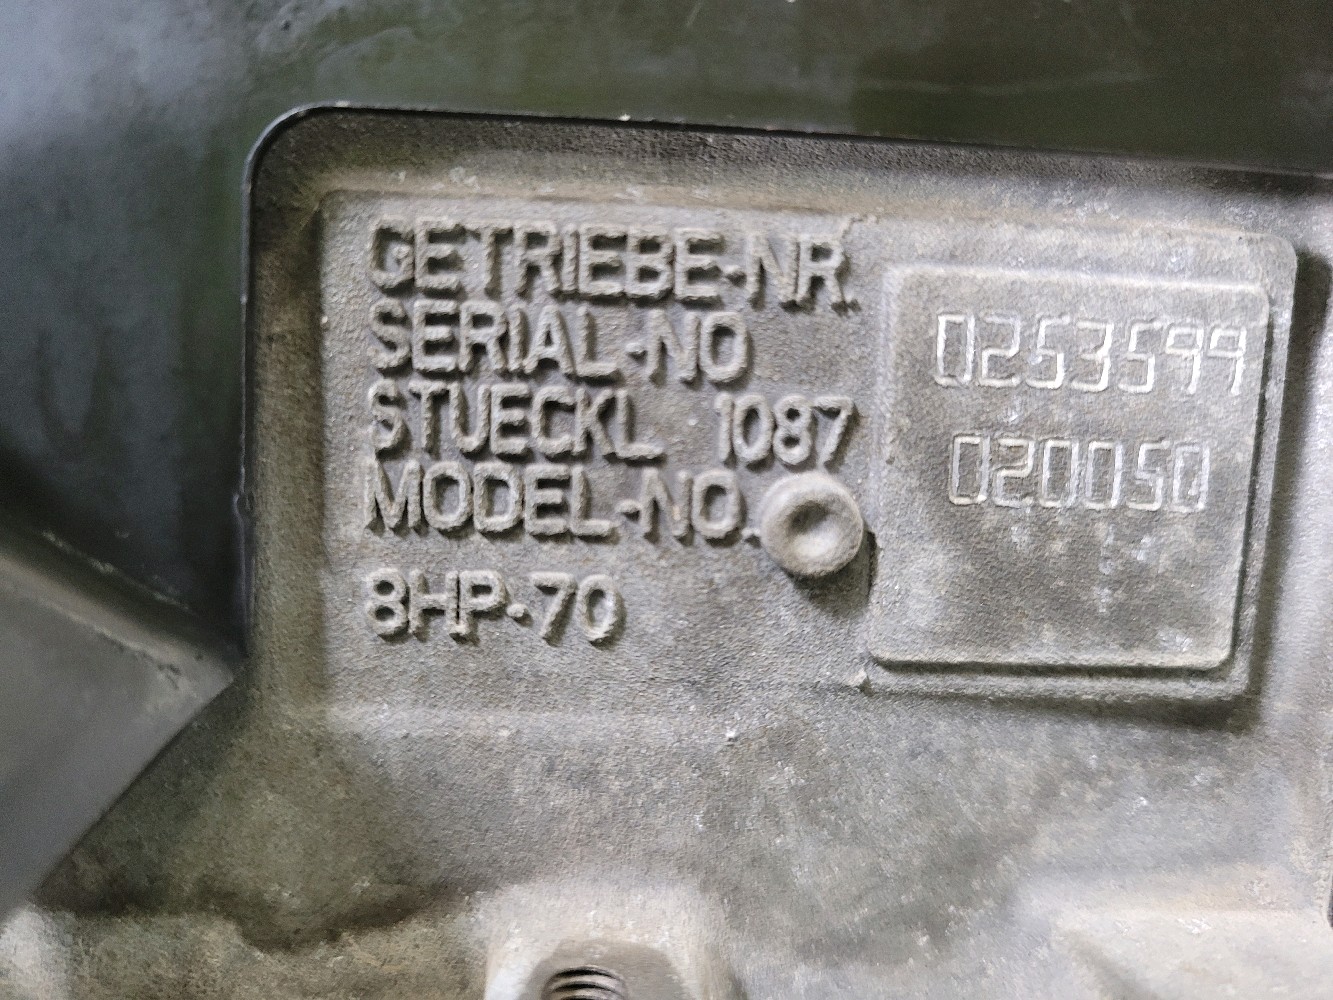 GETRIEBE-NR.
SERIAL-NO
STUECKL 1087
MODEL-NO.
8HP-70
0253599
020050